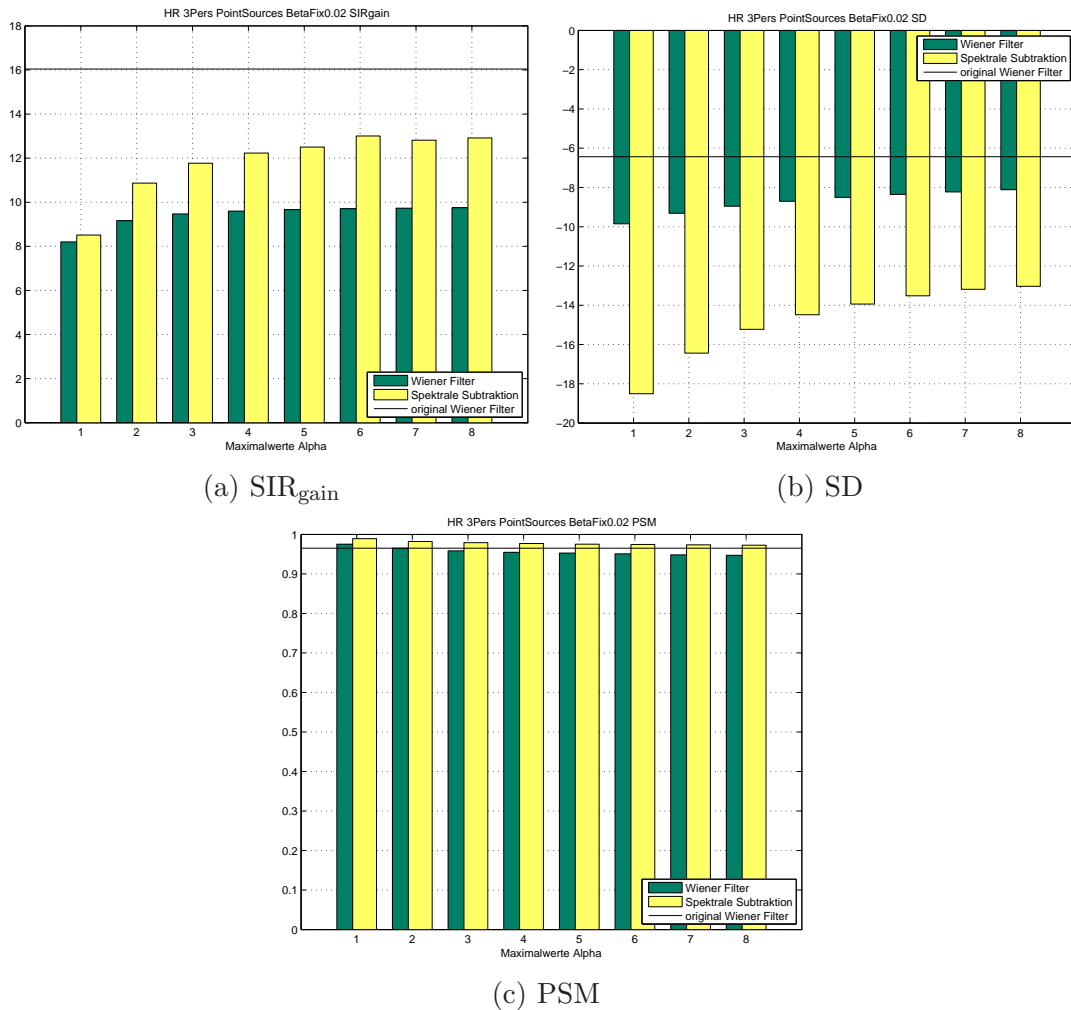 HR 3Pers PointSources BetaFix0.02 SIRgain
18
16
14
12
10
8
6
4
2
0
1 2 3 4 5 6 7 8
Maximalwerte Alpha
Wiener Filter
Spektrale Subtraktion
original Wiener Filter
(a) SIRgain
HR 3Pers PointSources BetaFix0.02 SD
0
−2
−4
−6
−8
−10
−12
−14
−16
−18
−20
1 2 3 4 5 6 7 8
Maximalwerte Alpha
Wiener Filter
Spektrale Subtraktion
original Wiener Filter
(b) SD
HR 3Pers PointSources BetaFix0.02 PSM
1
0.9
0.8
0.7
0.6
0.5
0.4
0.3
0.2
0.1
0
1 2 3 4 5 6 7 8
Maximalwerte Alpha
Wiener Filter
Spektrale Subtraktion
original Wiener Filter
(c) PSM